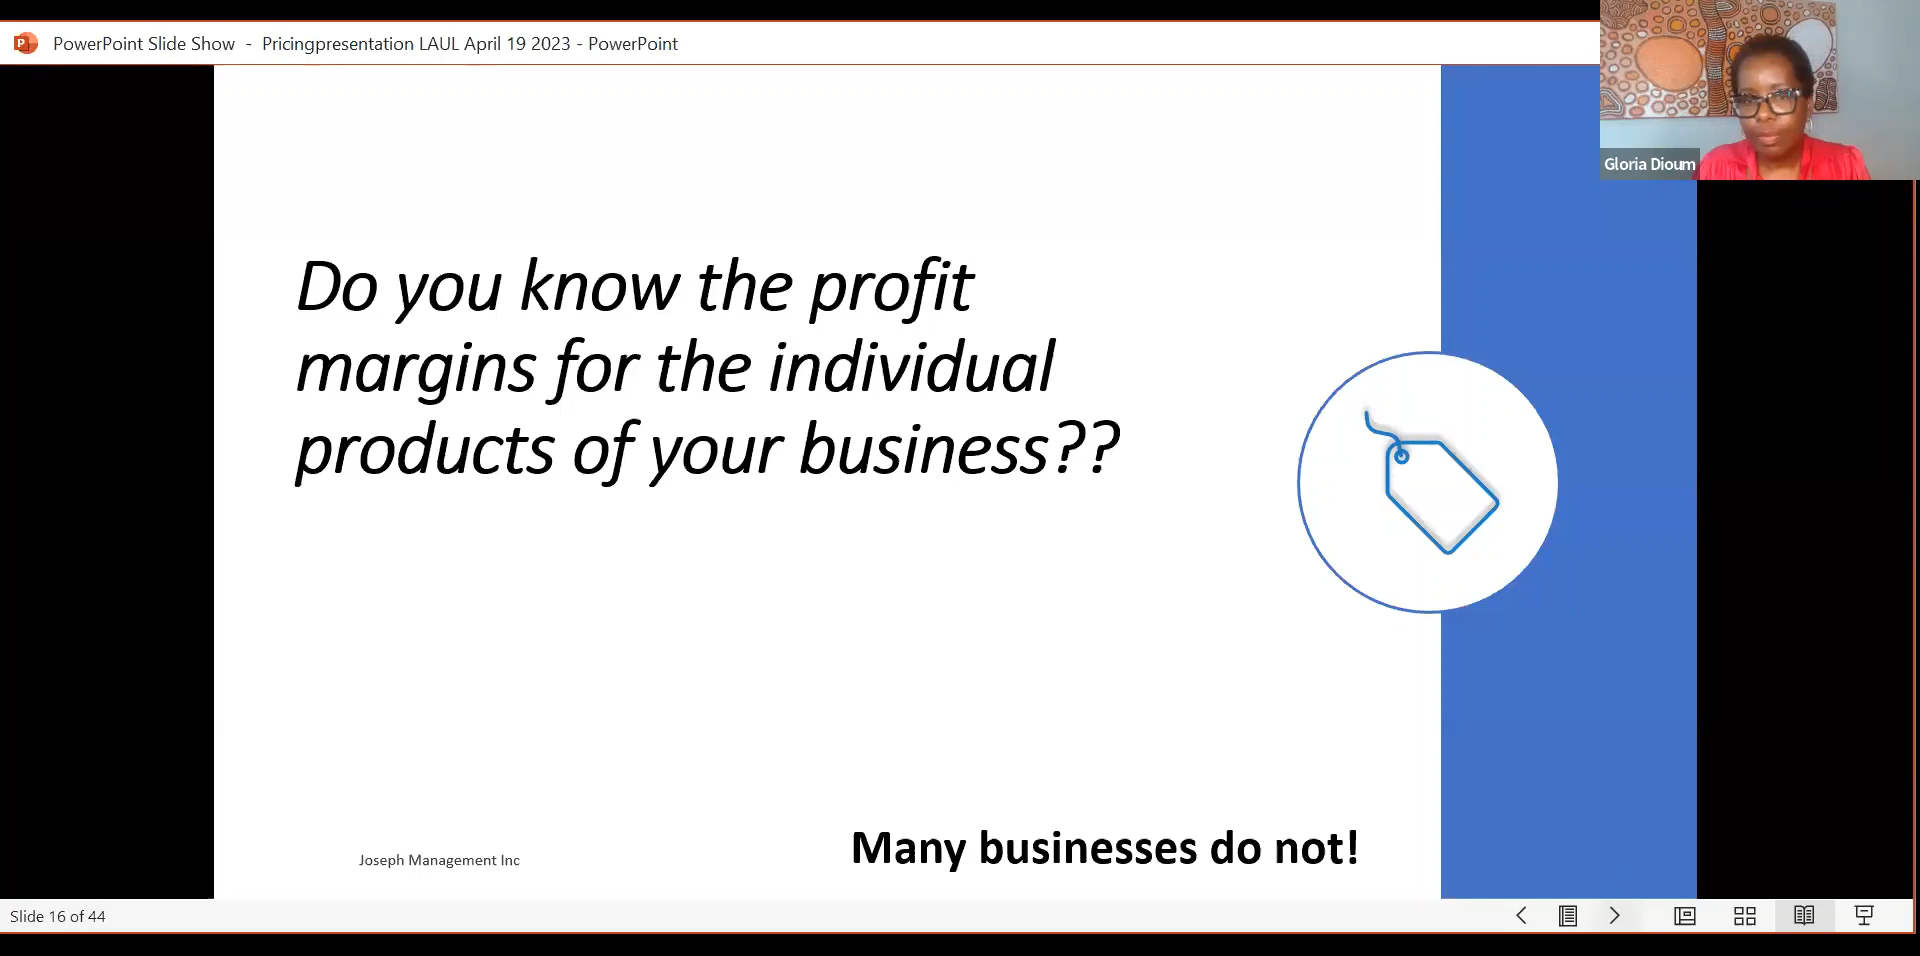 PowerPoint Slide Show - Pricingpresentation LAUL April 19 2023 - PowerPoint
Gloria Dioum
Do you know the profit
margins for the individual
products of your business??
Many businesses do not!
Joseph Management Inc
Slide 16 of 44